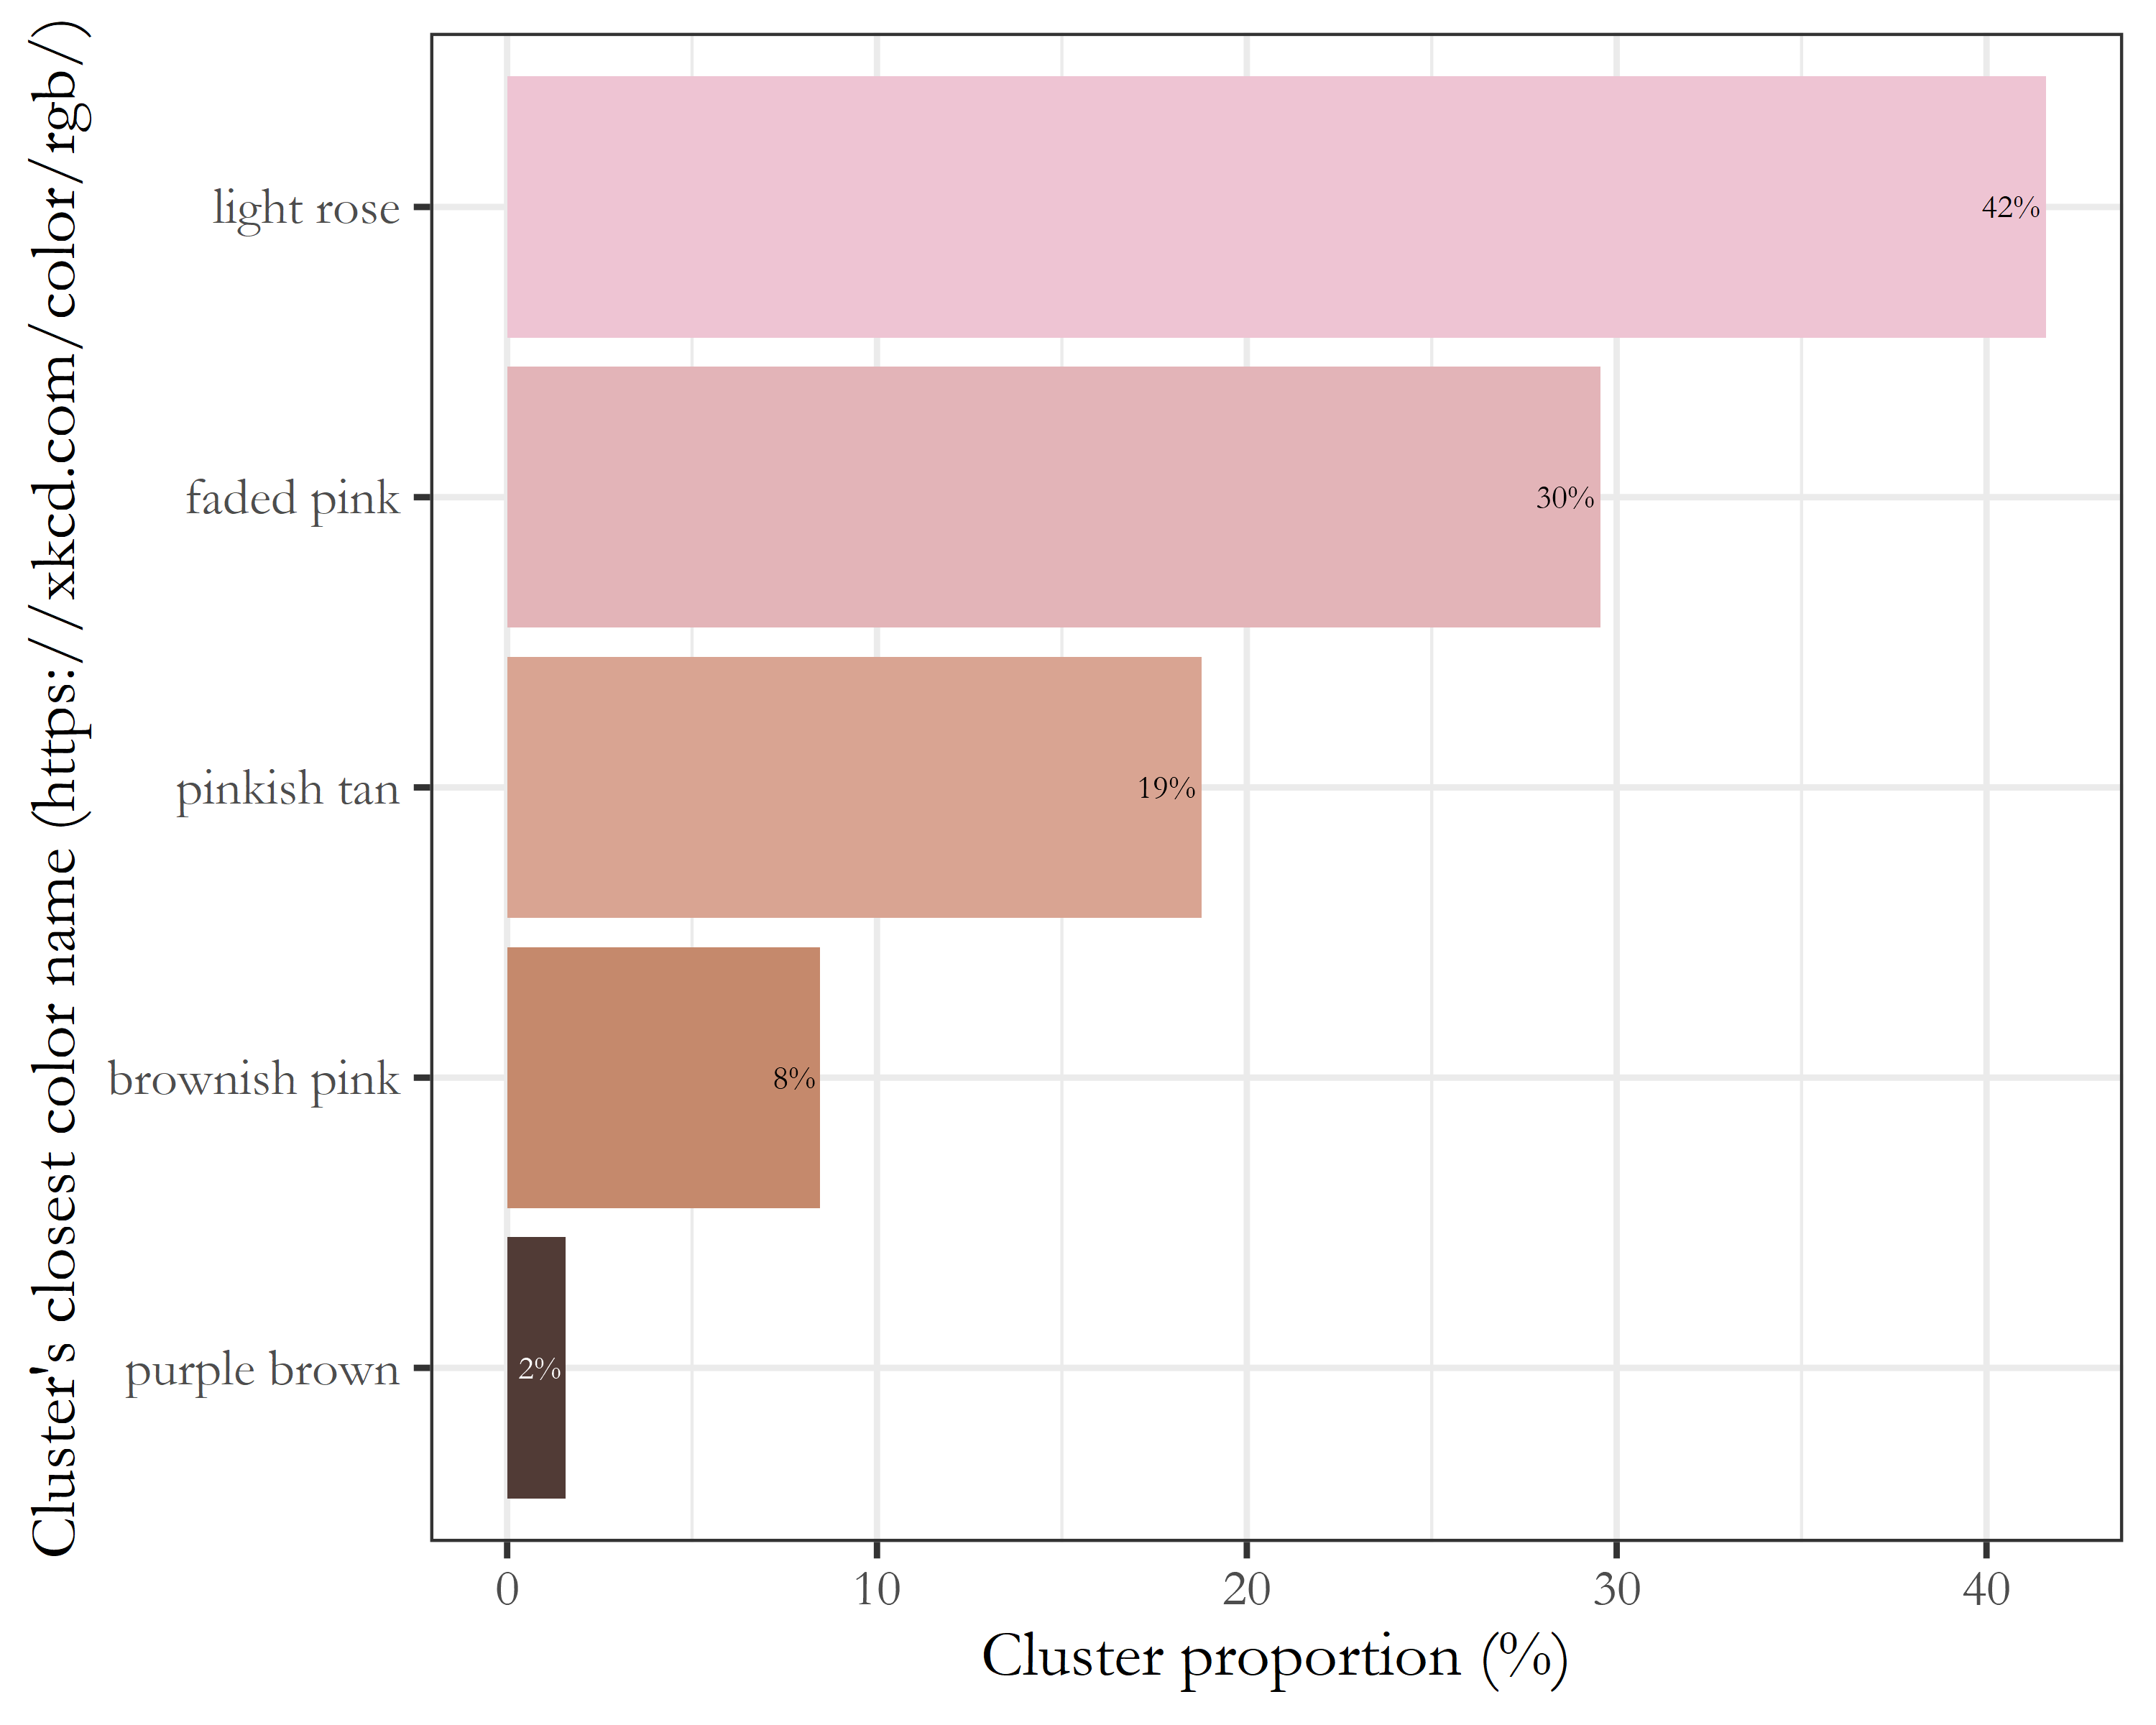 Cluster's closest color name (https://xkcd.com/color/rgb/)
light rose
42%
faded pink
30%
pinkish tan
19%
brownish pink
8%
purple brown
2%
0 10 20 30 40
Cluster proportion (%)